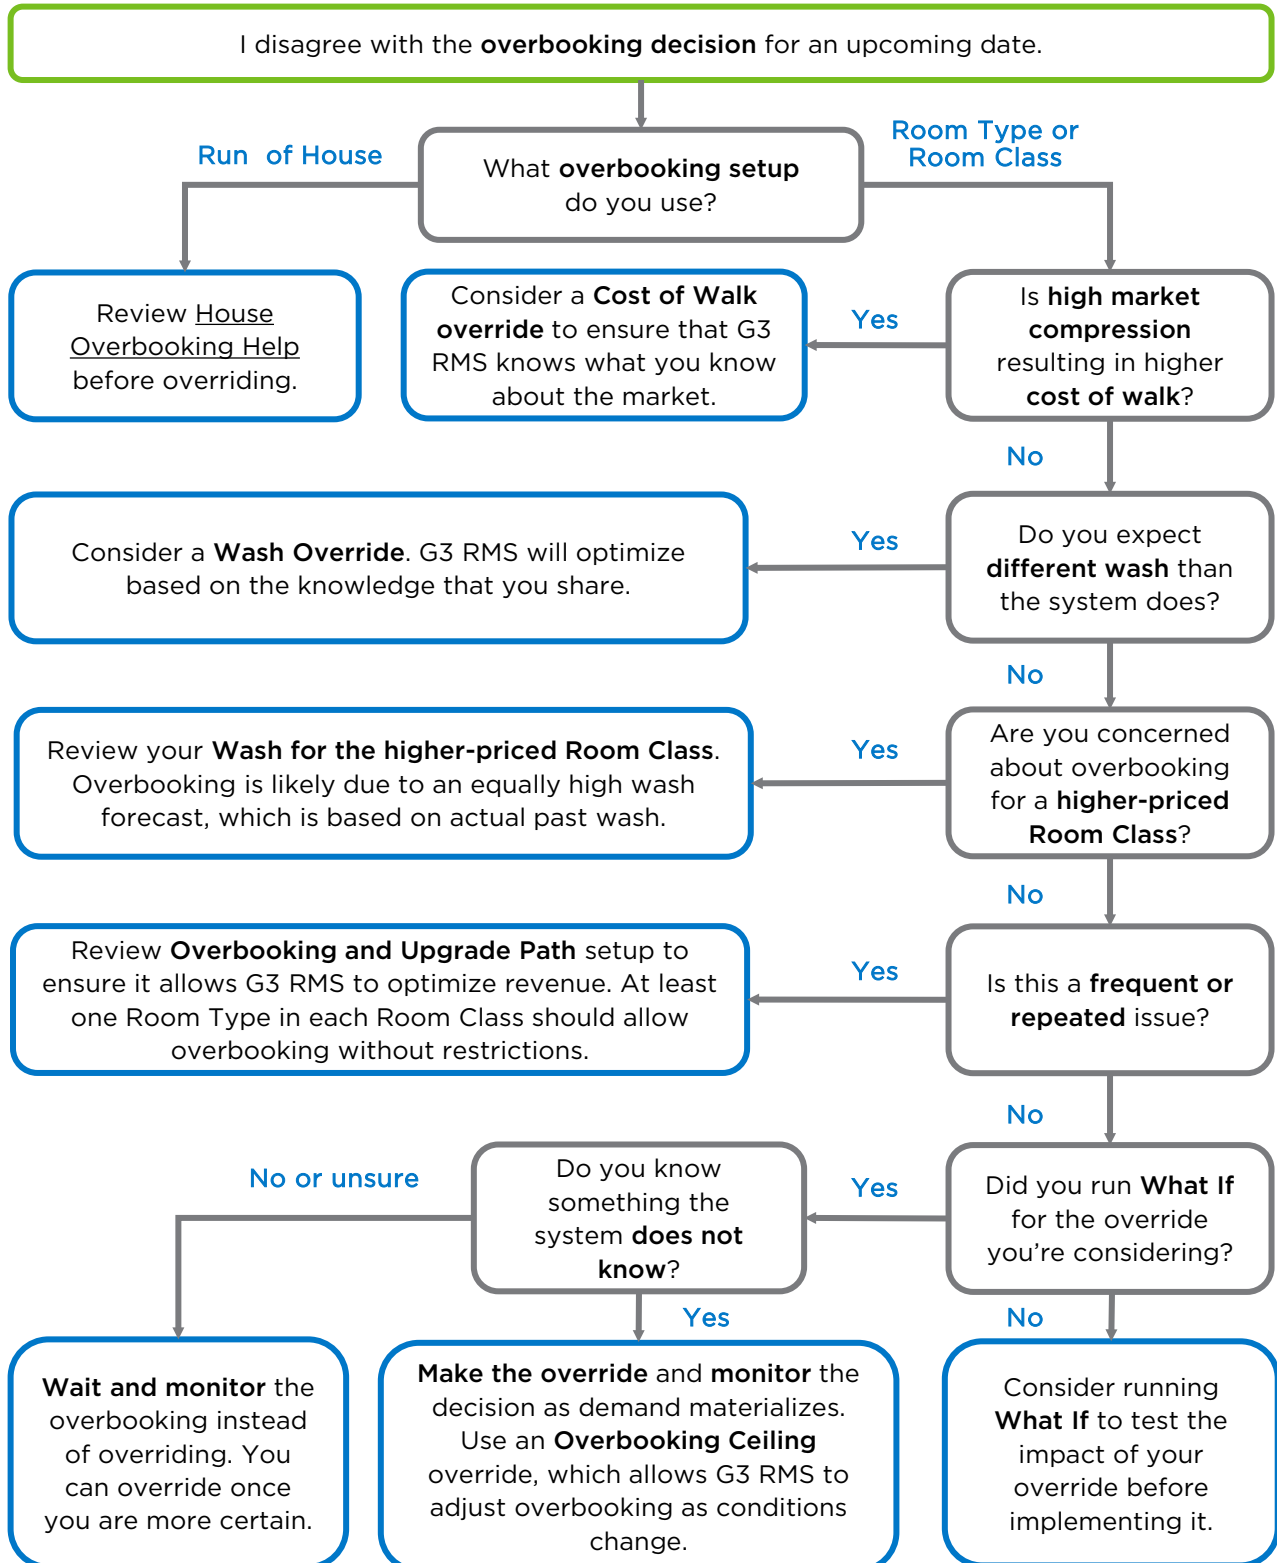 I disagree with the overbooking decision for an upcoming date.
Run of House
Room Type or
Room Class
What overbooking setup
do you use?
Review House
Overbooking Help
before overriding.
Consider a Cost of Walk
override to ensure that G3
RMS knows what you know
about the market.
Yes
Is high market
compression
resulting in higher
cost of walk?
No
Consider a Wash Override. G3 RMS will optimize
based on the knowledge that you share.
Yes
Do you expect
different wash than
the system does?
No
Review your Wash for the higher-priced Room Class.
Overbooking is likely due to an equally high wash
forecast, which is based on actual past wash.
Yes
Are you concerned
about overbooking
for a higher-priced
Room Class?
No
Review Overbooking and Upgrade Path setup to
ensure it allows G3 RMS to optimize revenue. At least
one Room Type in each Room Class should allow
overbooking without restrictions.
Yes
Is this a frequent or
repeated issue?
No
No or unsure
Do you know
something the
system does not
know?
Yes
Did you run What If
for the override
you're considering?
Yes
No
Wait and monitor the
overbooking instead
of overriding. You
can override once
you are more certain.
Make the override and monitor the
decision as demand materializes.
Use an Overbooking Ceiling
override, which allows G3 RMS to
adjust overbooking as conditions
change.
Consider running
What If to test the
impact of your
override before
implementing it.